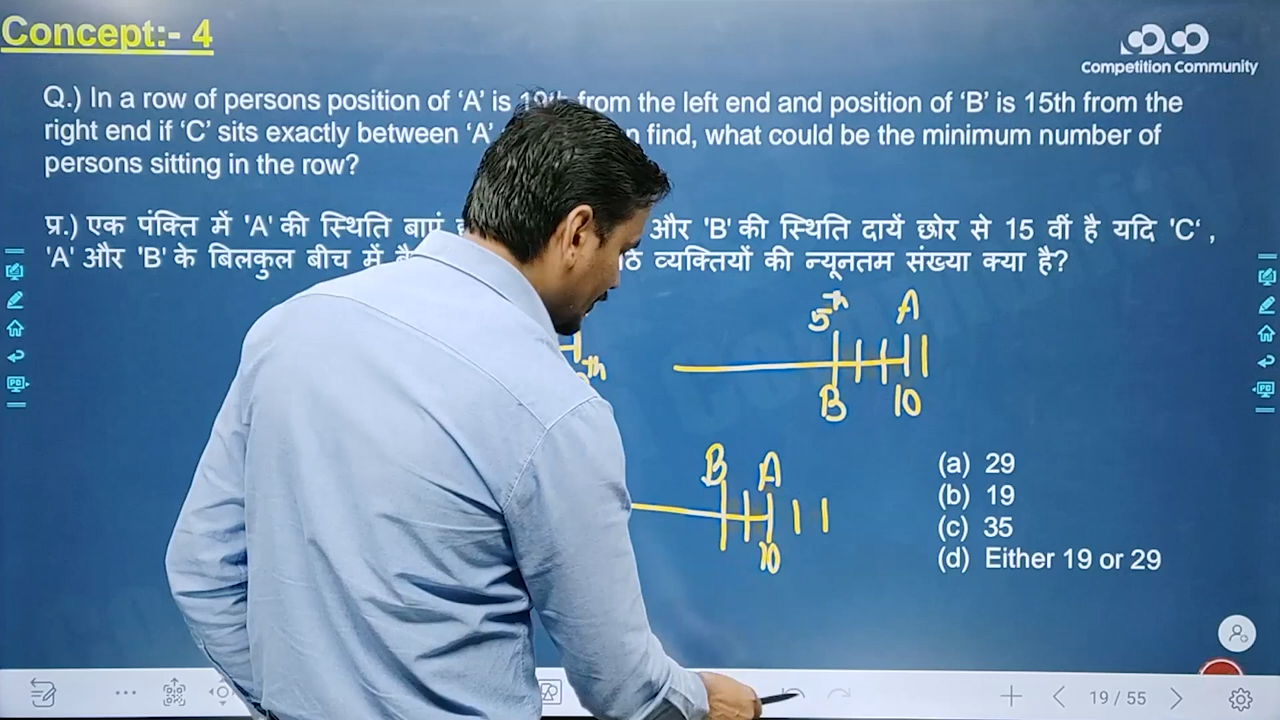 Concept:- 4
Competition Community
Q.) In a row of persons position of ‘A’ is from the left end and position of ‘B’ is 15th from the
right end if ‘C’ sits exactly between ‘A’ find, what could be the minimum number of
persons sitting in the row?
प्र.) एक पंक्ति में 'A' की स्थिति बाएं और 'B' की स्थिति दायें छोर से 15 वीं है यदि 'C‘ ,
'A' और 'B' के बिलकुल बीच में व्यक्तियों की न्यूनतम संख्या क्या है?
5th A
th
B 10
B A
10
(a) 29
(b) 19
(c) 35
(d) Either 19 or 29
19 / 55